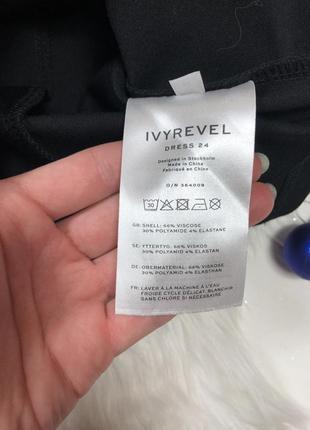 IVYREVEL
DRESS 24
Designed in Stockholm
Made in China
Fabriqué en China
O/N 364009
30
GB: SHELL: 66% VISCOSE
30% POLYAMIDE 4% ELASTANE
SE: YTTERTYG: 66% VISKOS
30% POLYAMID 4% ELASTAN
DE: OBERMATERIAL: 66% VISKOSE
30% POLYAMID 4% ELASTHAN
FR: LAVER À LA MACHINE À L'EAU
FROIDE CYCLE DÉLICAT. BLANCHIR
SANS CHLORE SI NÉCESSAIRE